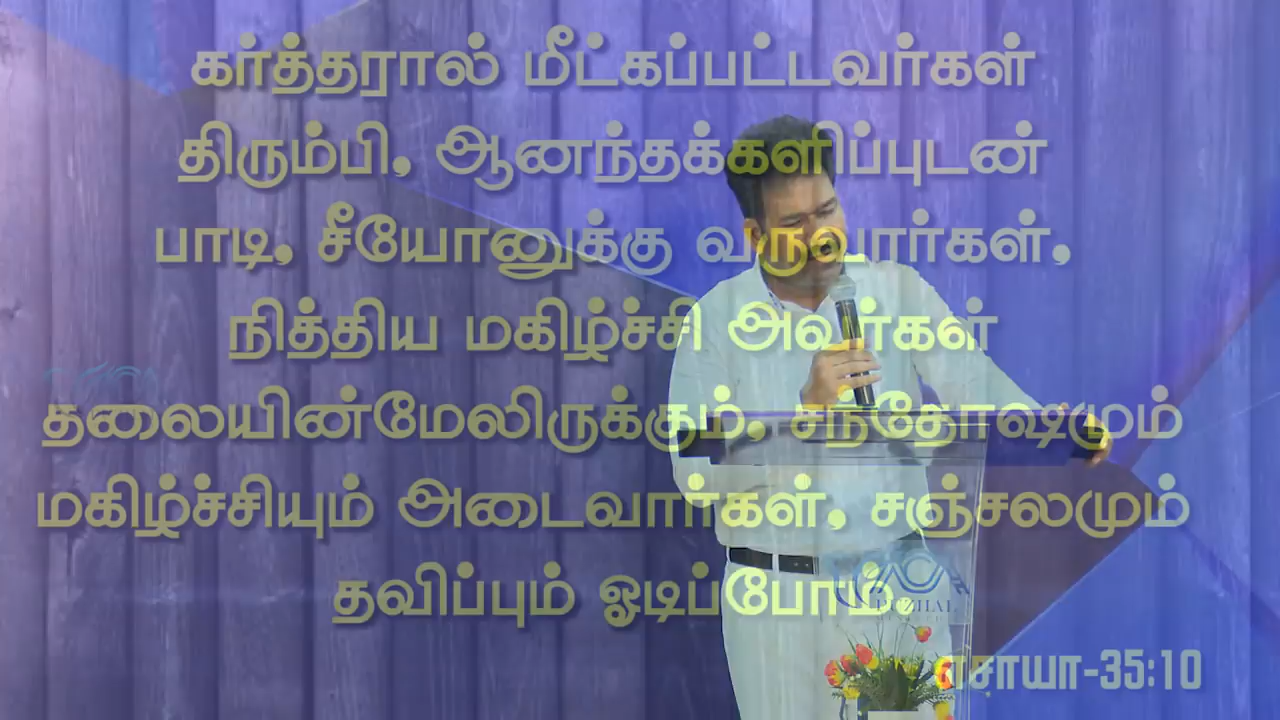 கர்த்தரால் மீட்கப்பட்டவர்கள்
திரும்பி, ஆனந்தக்களிப்புடன்
பாடி, சீயோனுக்கு வருவார்கள்,
நித்திய மகிழ்ச்சி அவர்கள்
தலையின்மேலிருக்கும். சந்தோஷமும்
மகிழ்ச்சியும் அடைவார்கள், சஞ்சலமும்
தவிப்பும் ஓடிப்போம்.
ஏசாயா-35:10